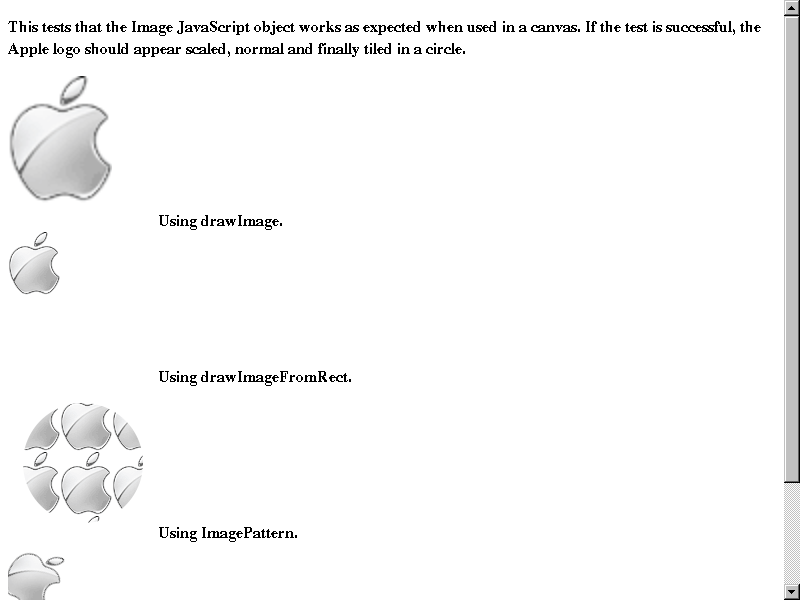 This tests that the Image JavaScript object works as expected when used in a canvas. If the test is successful, the
Apple logo should appear scaled, normal and finally tiled in a circle.
Using drawImage.
Using drawImageFromRect.
Using ImagePattern.